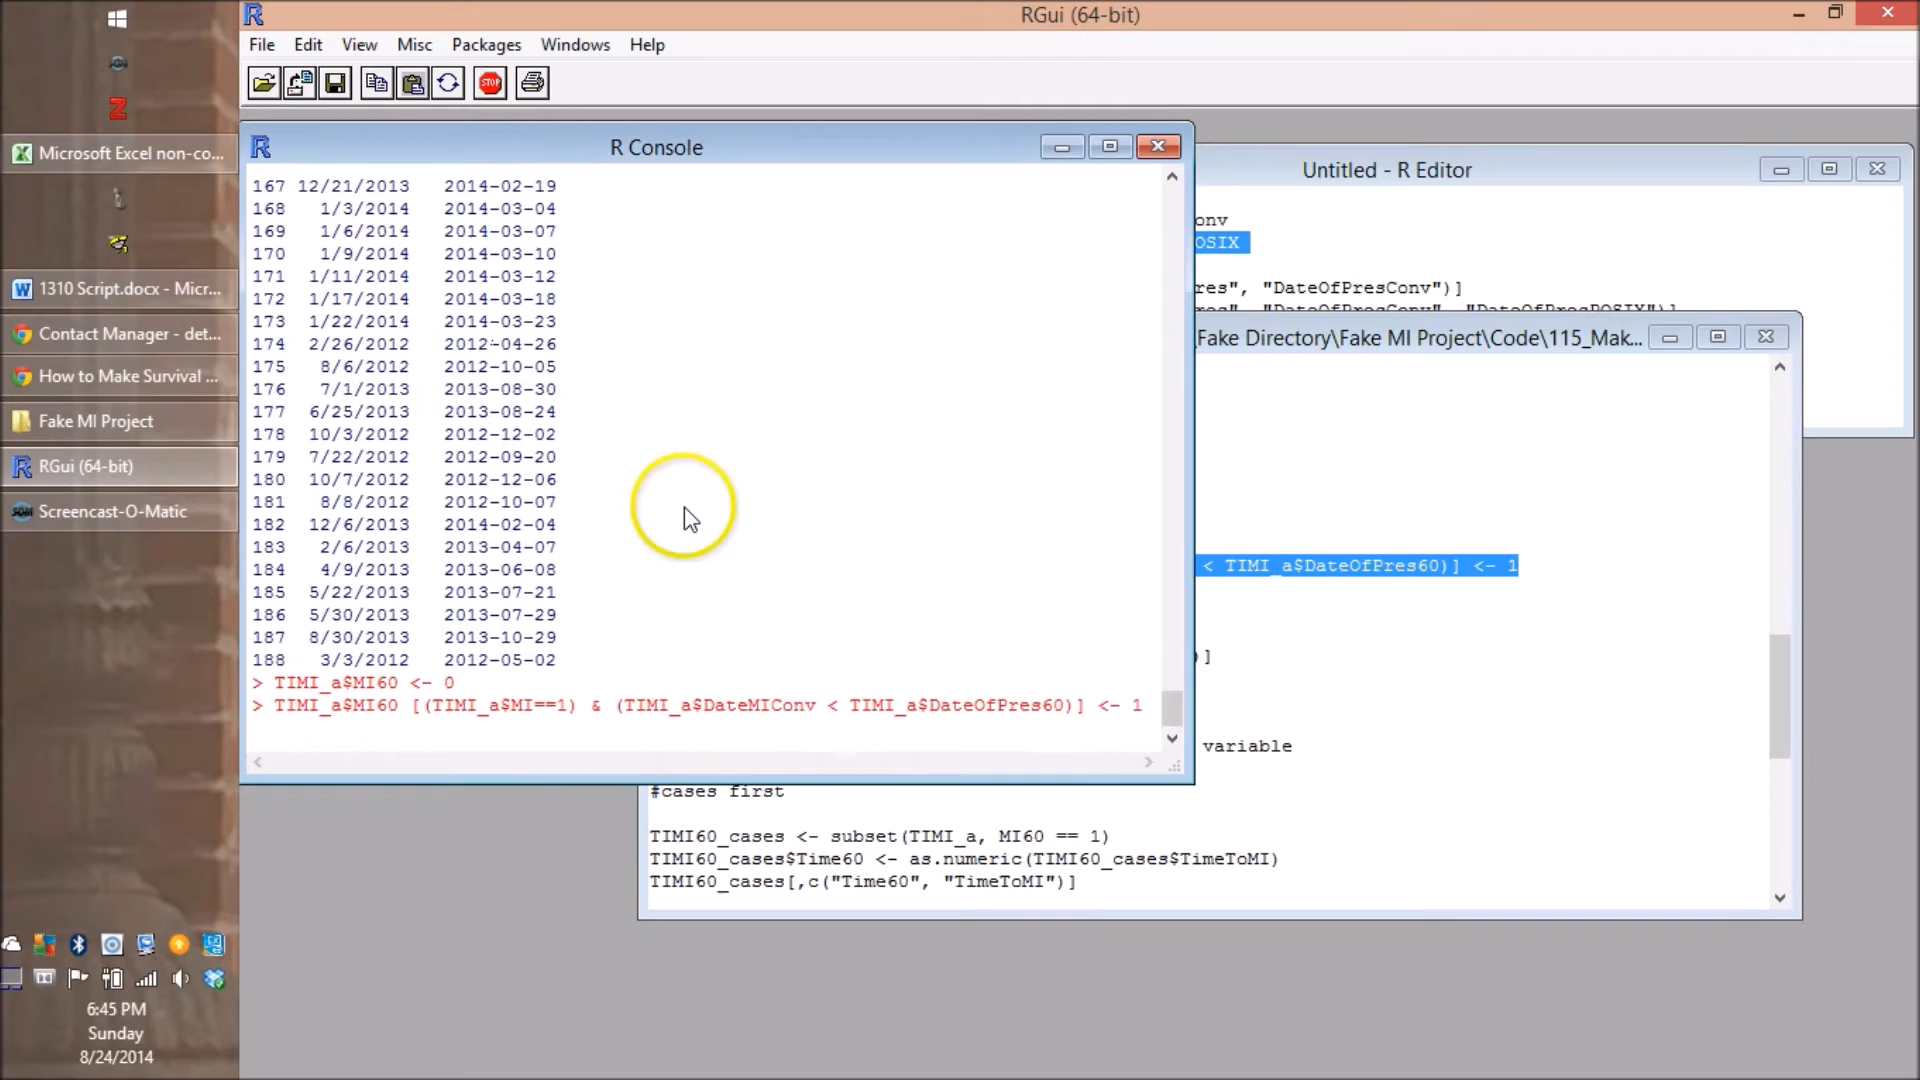 RGui (64-bit)
File Edit View Misc Packages Windows Help
STOP
R Console
167 12/21/2013 2014-02-19
168 1/3/2014 2014-03-04
169 1/6/2014 2014-03-07
170 1/9/2014 2014-03-10
171 1/11/2014 2014-03-12
172 1/17/2014 2014-03-18
173 1/22/2014 2014-03-23
174 2/26/2012 2012-04-26
175 8/6/2012 2012-10-05
176 7/1/2013 2013-08-30
177 6/25/2013 2013-08-24
178 10/3/2012 2012-12-02
179 7/22/2012 2012-09-20
180 10/7/2012 2012-12-06
181 8/8/2012 2012-10-07
182 12/6/2013 2014-02-04
183 2/6/2013 2013-04-07
184 4/9/2013 2013-06-08
185 5/22/2013 2013-07-21
186 5/30/2013 2013-07-29
187 8/30/2013 2013-10-29
188 3/3/2012 2012-05-02
> TIMI_a$MI60 <- 0
> TIMI_a$MI60 [(TIMI_a$MI==1) & (TIMI_a$DateMIConv < TIMI_a$DateOfPres60)] <- 1
Untitled - R Editor
onv
OSIX
res", "DateOfPresConv")]
Fake Directory\Fake MI Project\Code\115_Mak...
< TIMI_a$DateOfPres60)] <- 1
)]
variable
#cases first
TIMI60_cases <- subset(TIMI_a, MI60 == 1)
TIMI60_cases$Time60 <- as.numeric(TIMI60_cases$TimeToMI)
TIMI60_cases[,c("Time60", "TimeToMI")]
Microsoft Excel non-co...
1310 Script.docx - Micr...
Contact Manager - det...
How to Make Survival ...
Fake MI Project
RGui (64-bit)
Screencast-O-Matic
6:45 PM
Sunday
8/24/2014